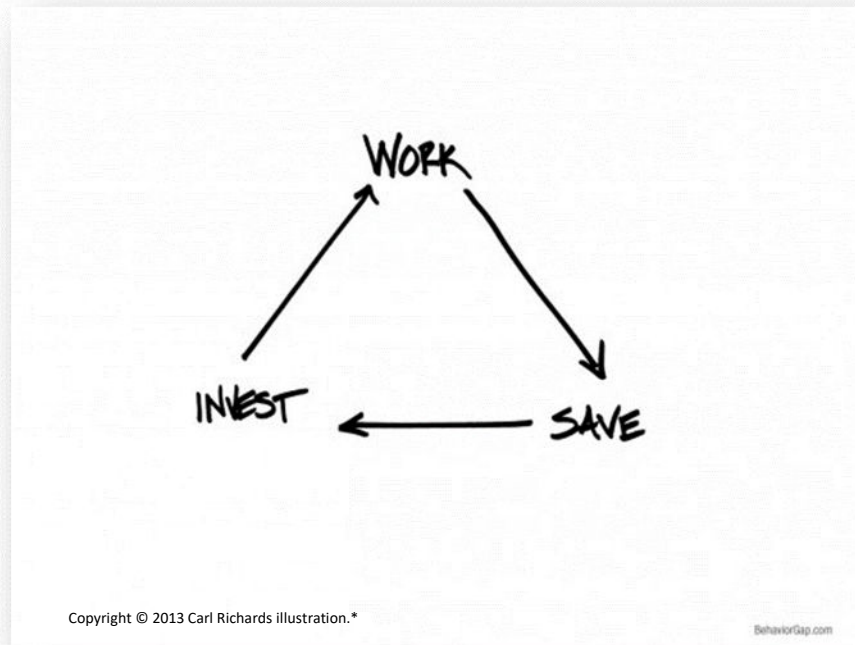 WORK
INVEST
SAVE
Copyright © 2013 Carl Richards illustration.*
BehaviorGap.com